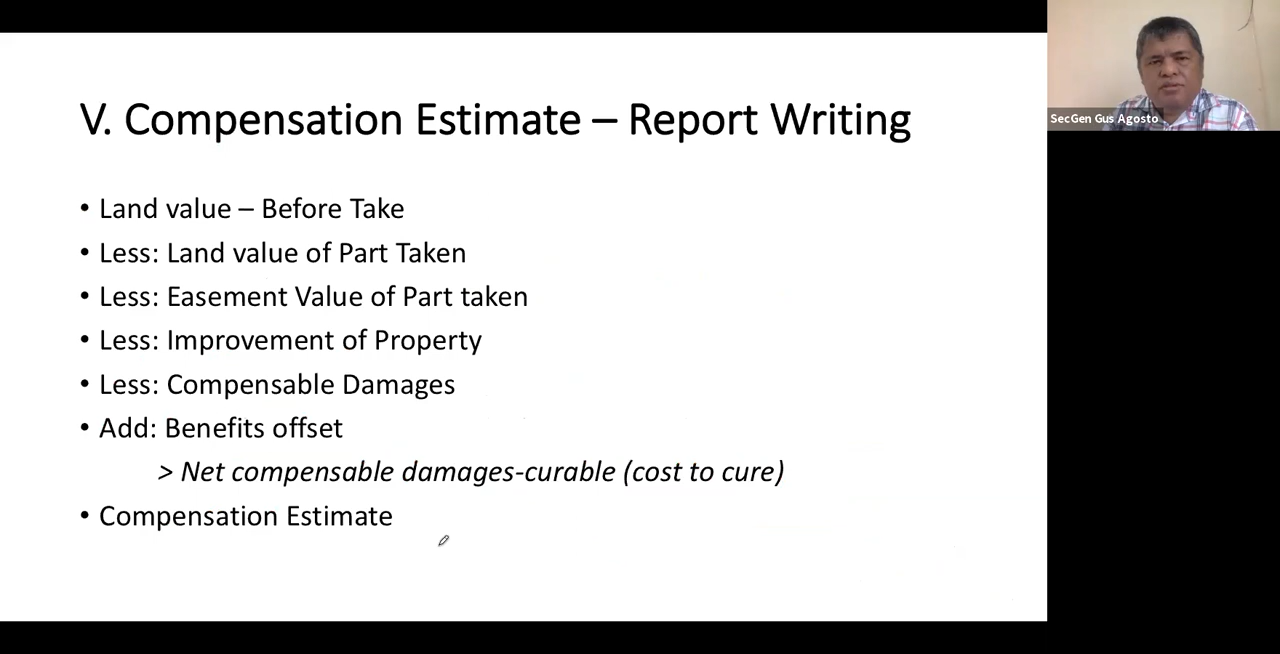 V. Compensation Estimate – Report Writing
SecGen Gus Agosto
• Land value – Before Take
• Less: Land value of Part Taken
• Less: Easement Value of Part taken
• Less: Improvement of Property
• Less: Compensable Damages
• Add: Benefits offset
> Net compensable damages-curable (cost to cure)
• Compensation Estimate